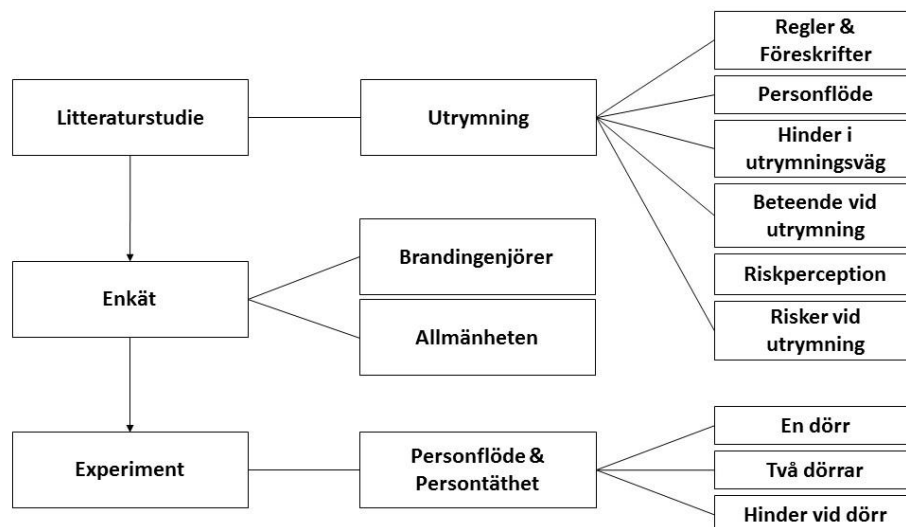 Litteraturstudie
Utrymning
Regler &
Föreskrifter
Personflöde
Hinder i
utrymningsväg
Beteende vid
utrymning
Riskperception
Risker vid
utrymning
Enkät
Brandingenjörer
Allmänheten
Experiment
Personflöde &
Persontäthet
En dörr
Två dörrar
Hinder vid dörr